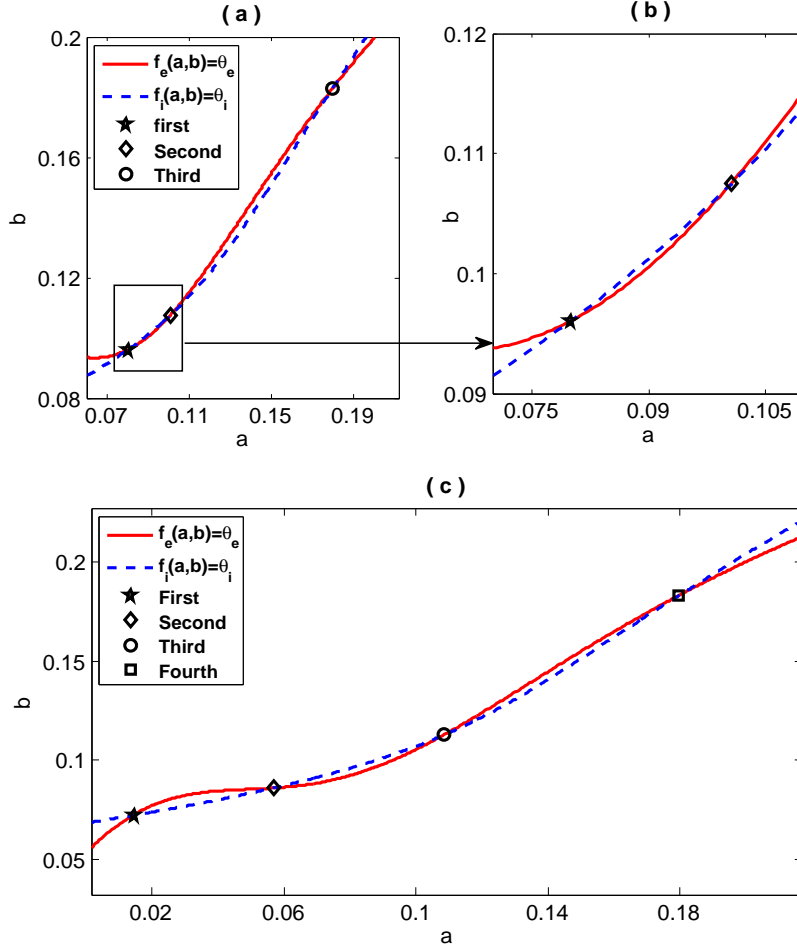 ( a )
f_e(a,b)=θ_e
f_i(a,b)=θ_i
first
Second
Third
0.2
0.16
0.12
0.08
b
0.07 0.11 0.15 0.19
a
( b )
0.12
0.11
0.1
0.09
b
0.075 0.09 0.105
a
( c )
f_e(a,b)=θ_e
f_i(a,b)=θ_i
First
Second
Third
Fourth
0.2
0.15
0.1
0.05
b
0.02 0.06 0.1 0.14 0.18
a